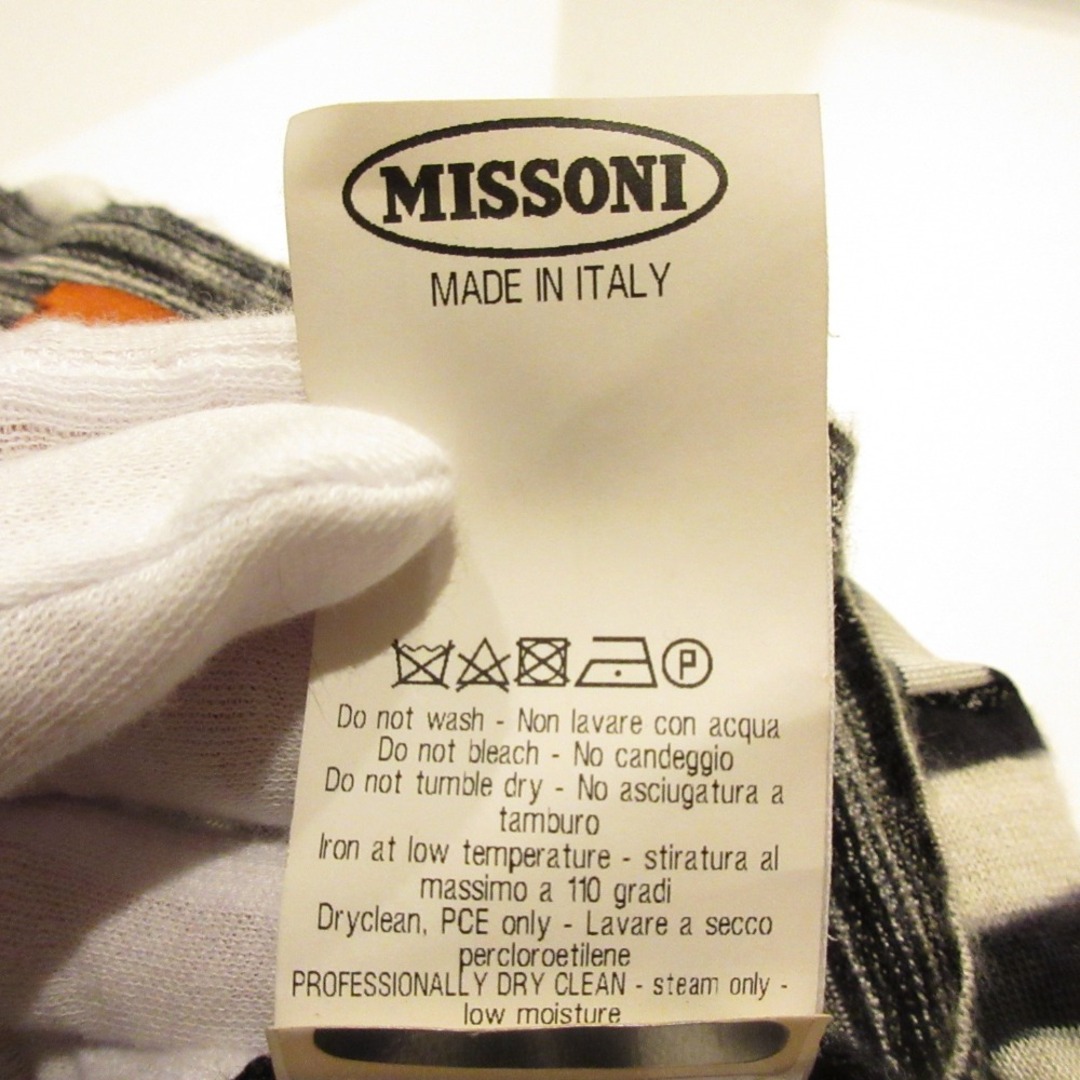 MISSONI
MADE IN ITALY
P
Do not wash - Non lavare con acqua
Do not bleach - No candeggio
Do not tumble dry - No asciugatura a
tamburo
Iron at low temperature - stiratura al
massimo a 110 gradi
Dryclean, PCE only - Lavare a secco
percloroetilene
PROFESSIONALLY DRY CLEAN - steam only -
low moisture